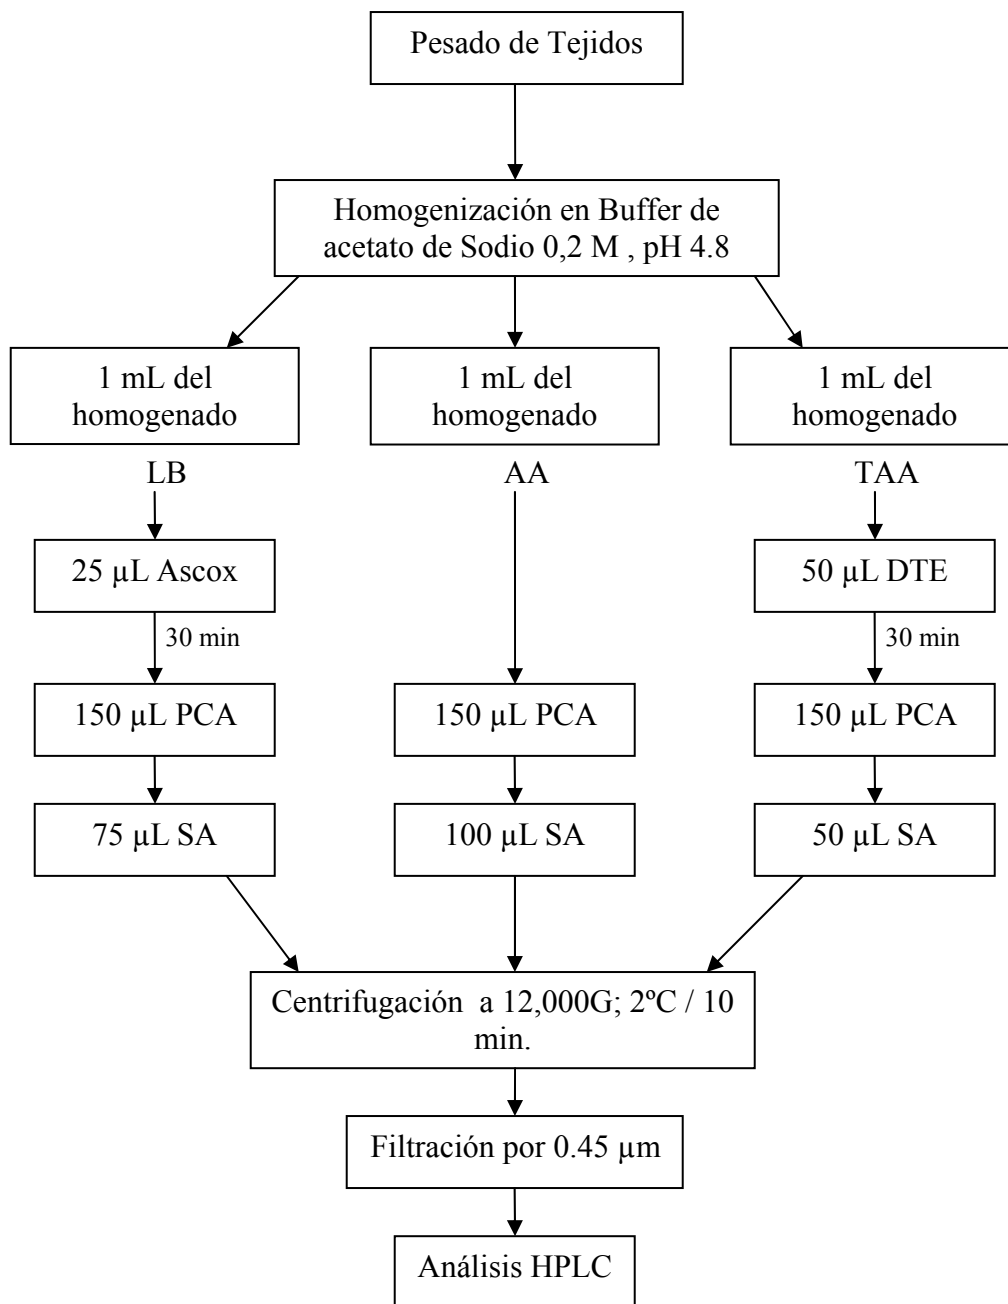 Pesado de Tejidos
Homogenización en Buffer de
acetato de Sodio 0,2 M , pH 4.8
1 mL del
homogenado
1 mL del
homogenado
1 mL del
homogenado
LB
AA
TAA
25 µL Ascox
50 µL DTE
30 min
30 min
150 µL PCA
150 µL PCA
150 µL PCA
75 µL SA
100 µL SA
50 µL SA
Centrifugación a 12,000G; 2ºC / 10
min.
Filtración por 0.45 µm
Análisis HPLC